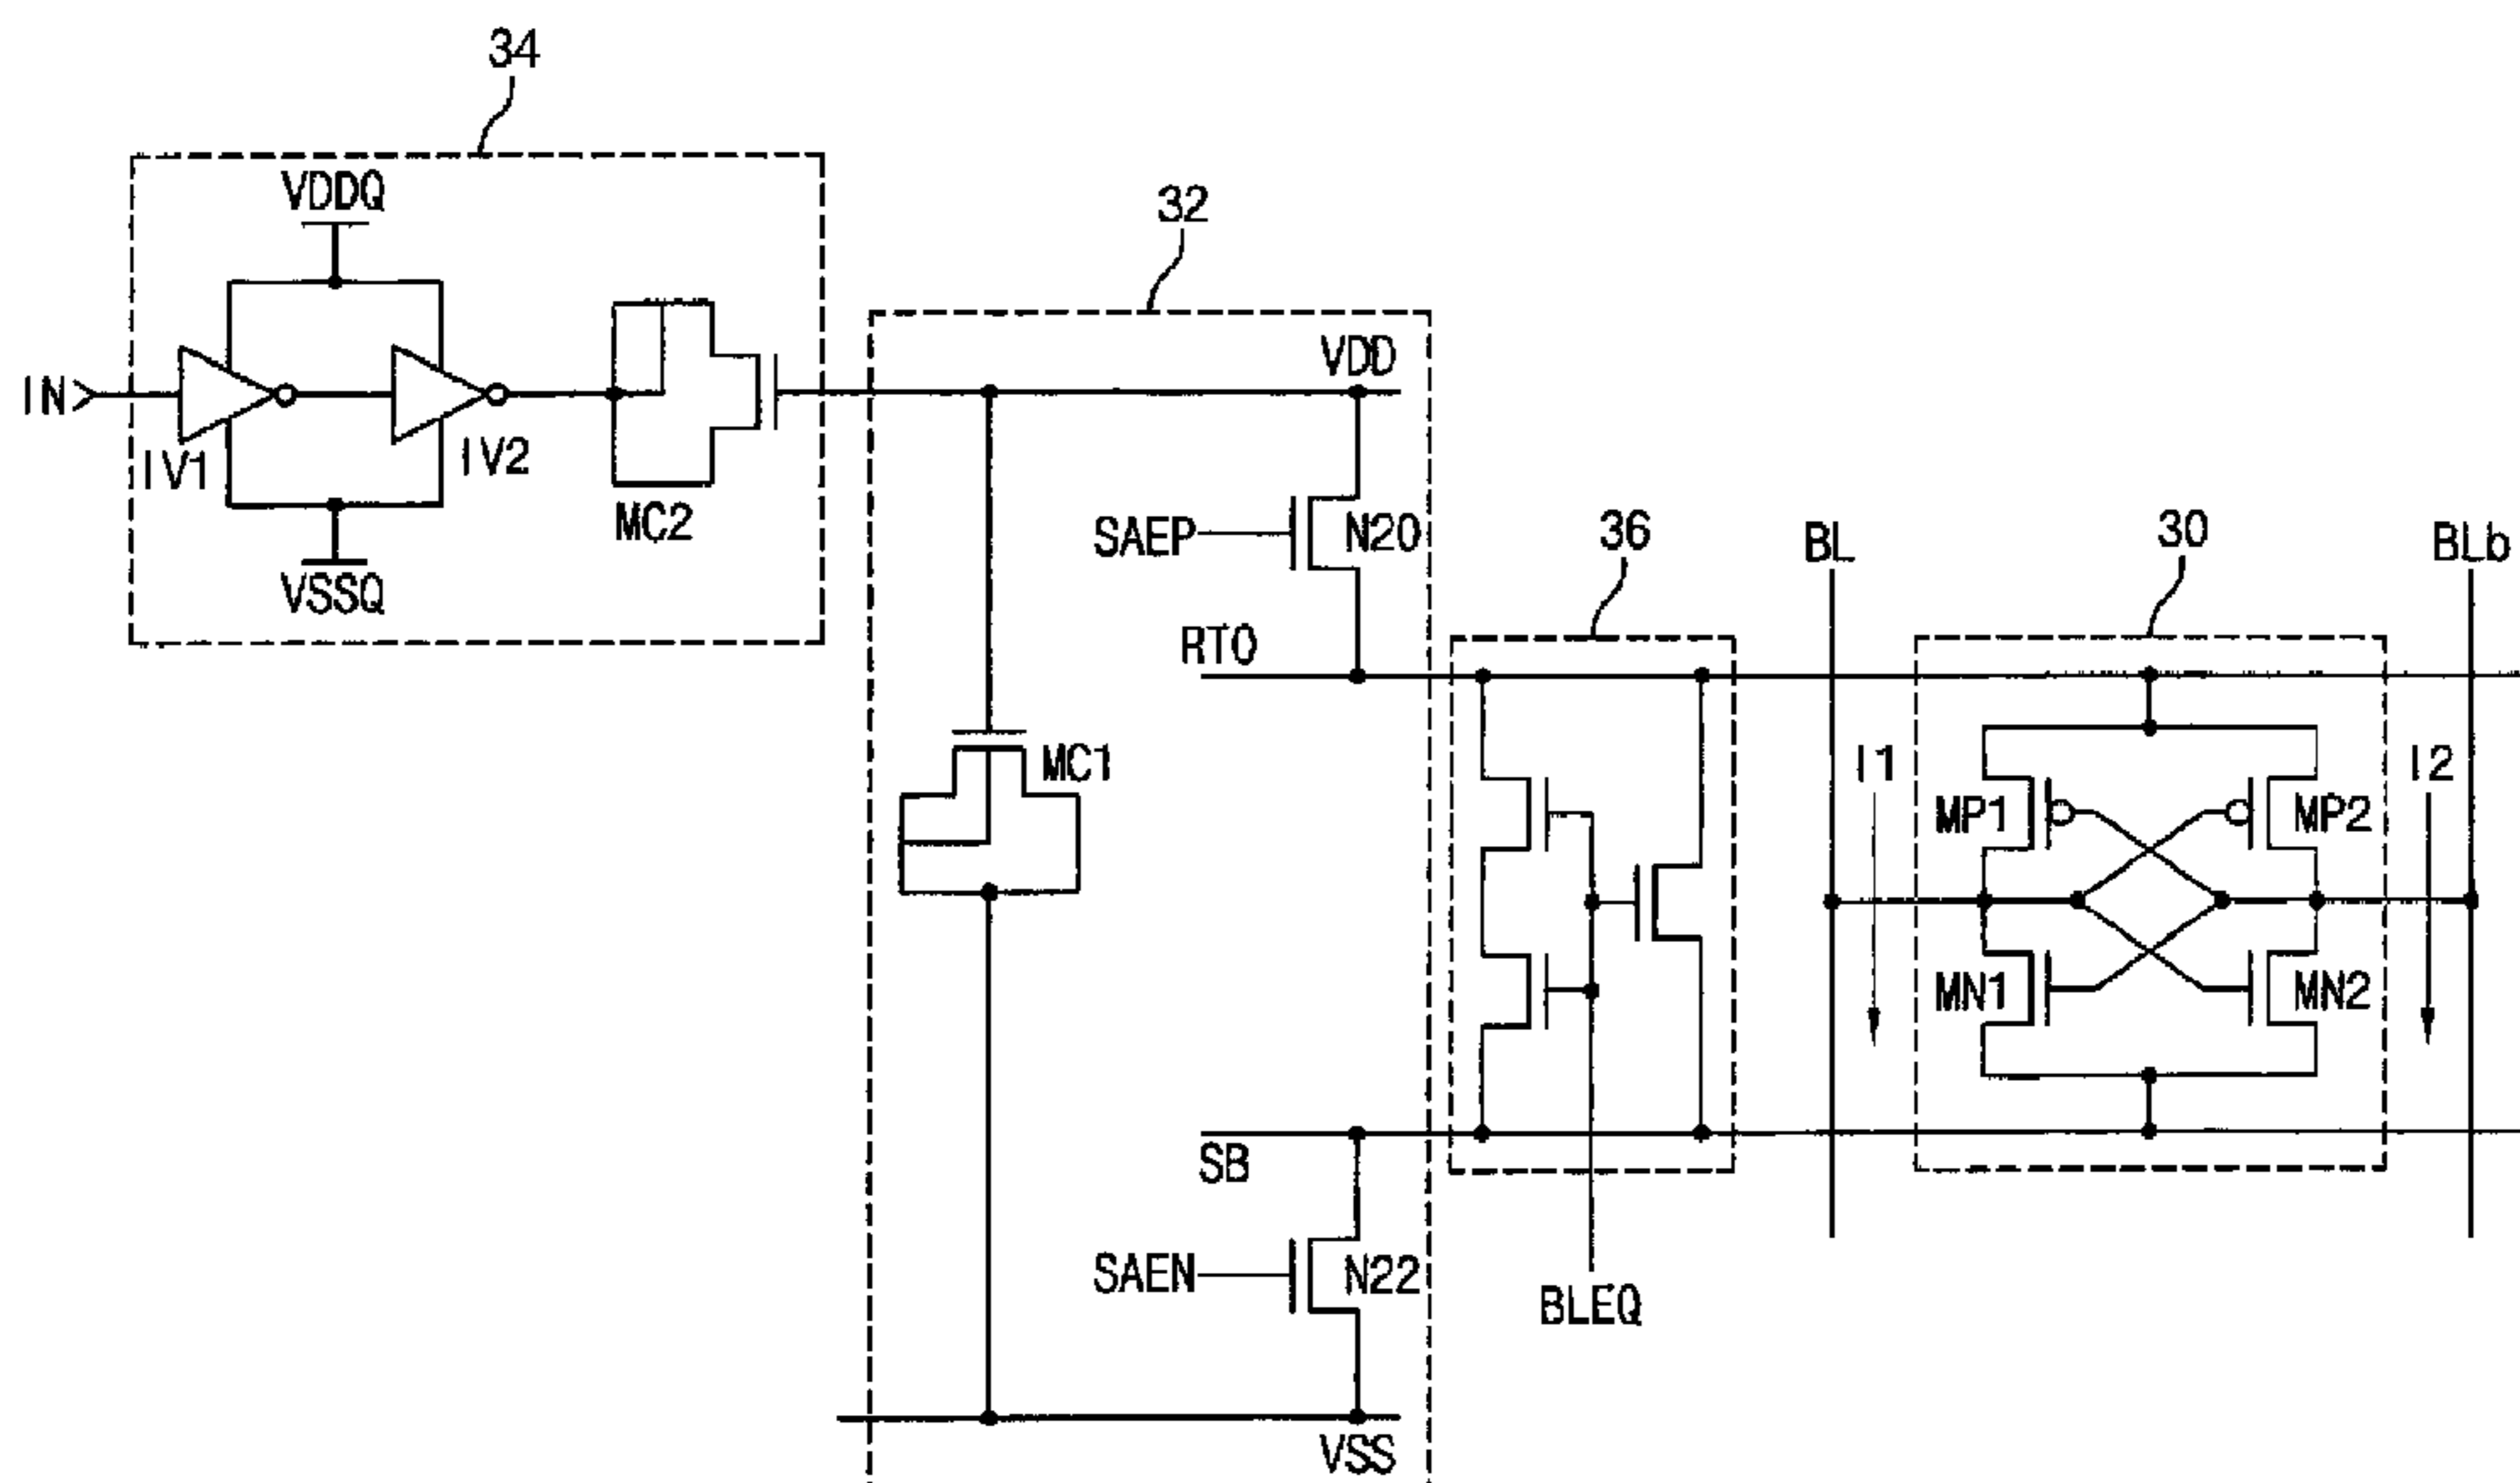 34
VDDQ
32
VDD
IN
IV1
IV2
MC2
VSSQ
SAEP
N20
36
BL
30
BLb
RTO
MC1
I1
MP1
MP2
I2
MN1
MN2
SB
SAEN
N22
BLEQ
VSS